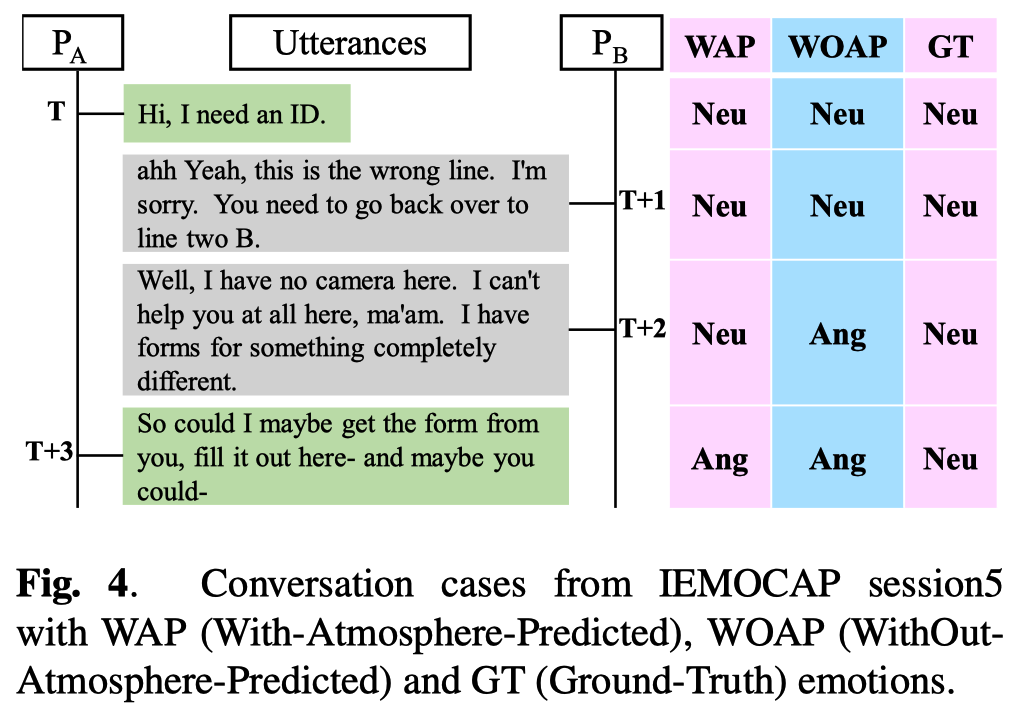 P_A Utterances P_B WAP WOAP GT
T Hi, I need an ID. Neu Neu Neu
ahh Yeah, this is the wrong line. I'm
sorry. You need to go back over to
line two B.
T+1 Neu Neu Neu
Well, I have no camera here. I can't
help you at all here, ma'am. I have
forms for something completely
different.
T+2 Neu Ang Neu
T+3
So could I maybe get the form from
you, fill it out here- and maybe you
could-
Ang Ang Neu
Fig. 4. Conversation cases from IEMOCAP session5
with WAP (With-Atmosphere-Predicted), WOAP (WithOut-
Atmosphere-Predicted) and GT (Ground-Truth) emotions.